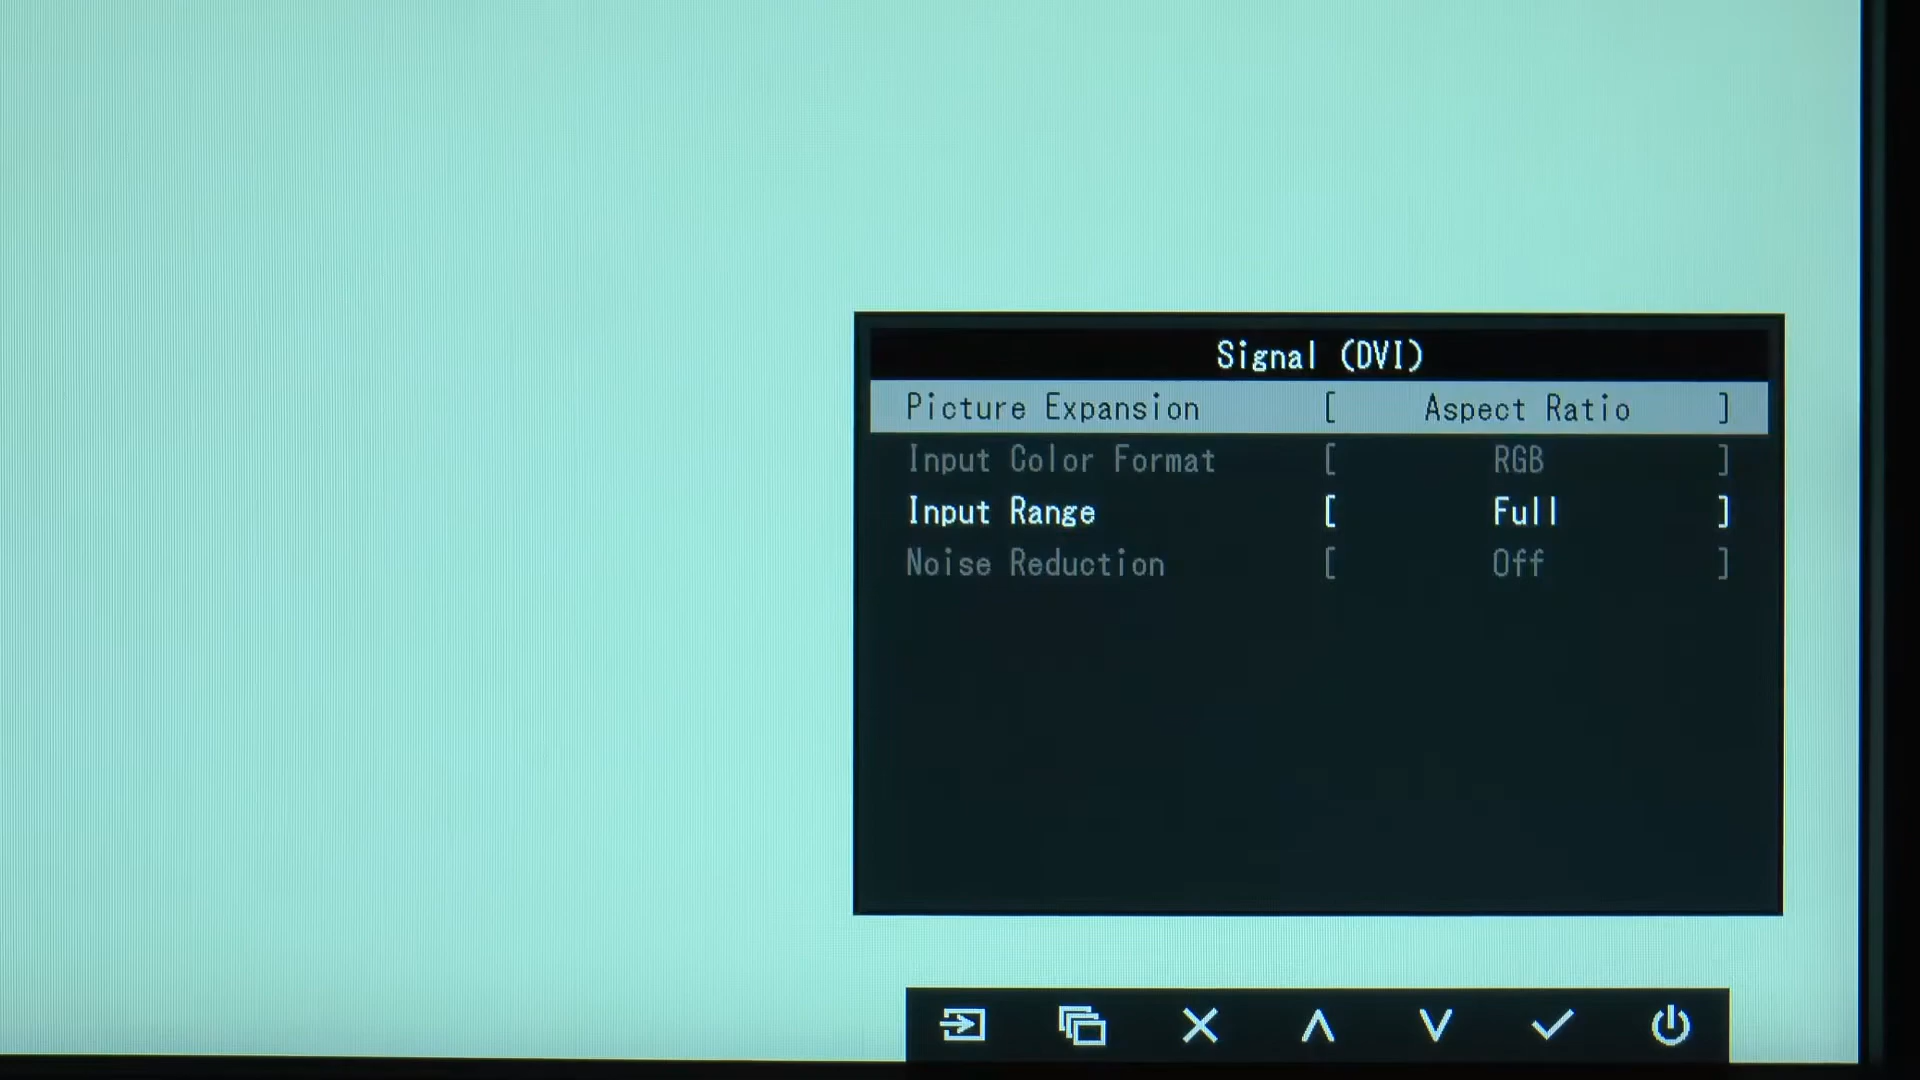 Signal (DVI)
Picture Expansion [ Aspect Ratio ]
Input Color Format [ RGB ]
Input Range [ Full ]
Noise Reduction [ Off ]